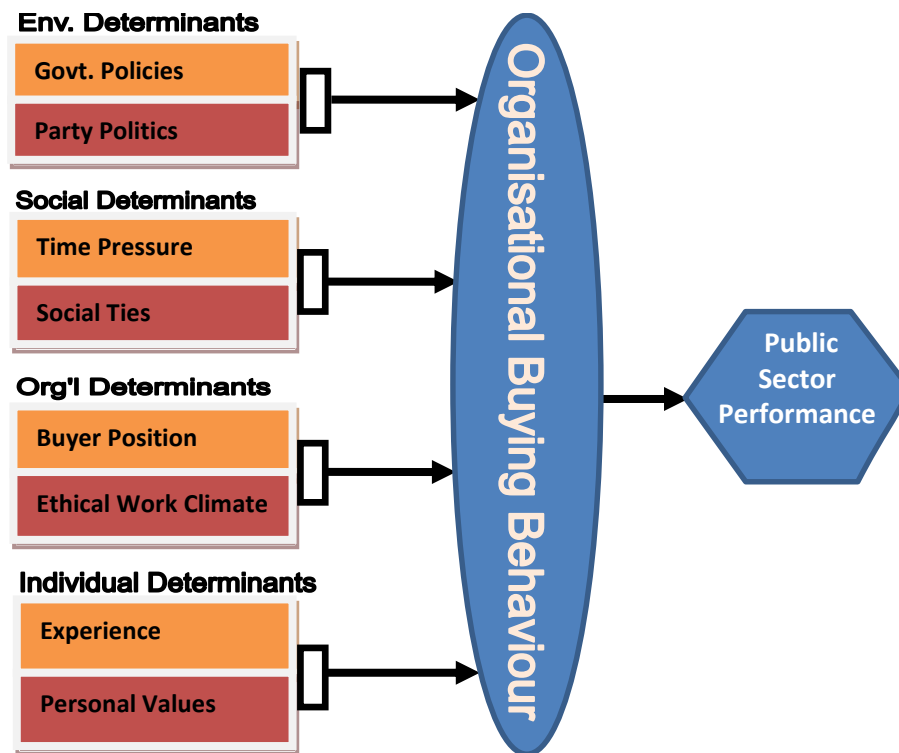 Env. Determinants
Govt. Policies
Party Politics
Social Determinants
Time Pressure
Social Ties
Org'l Determinants
Buyer Position
Ethical Work Climate
Individual Determinants
Experience
Personal Values
Organisational Buying Behaviour
Public
Sector
Performance